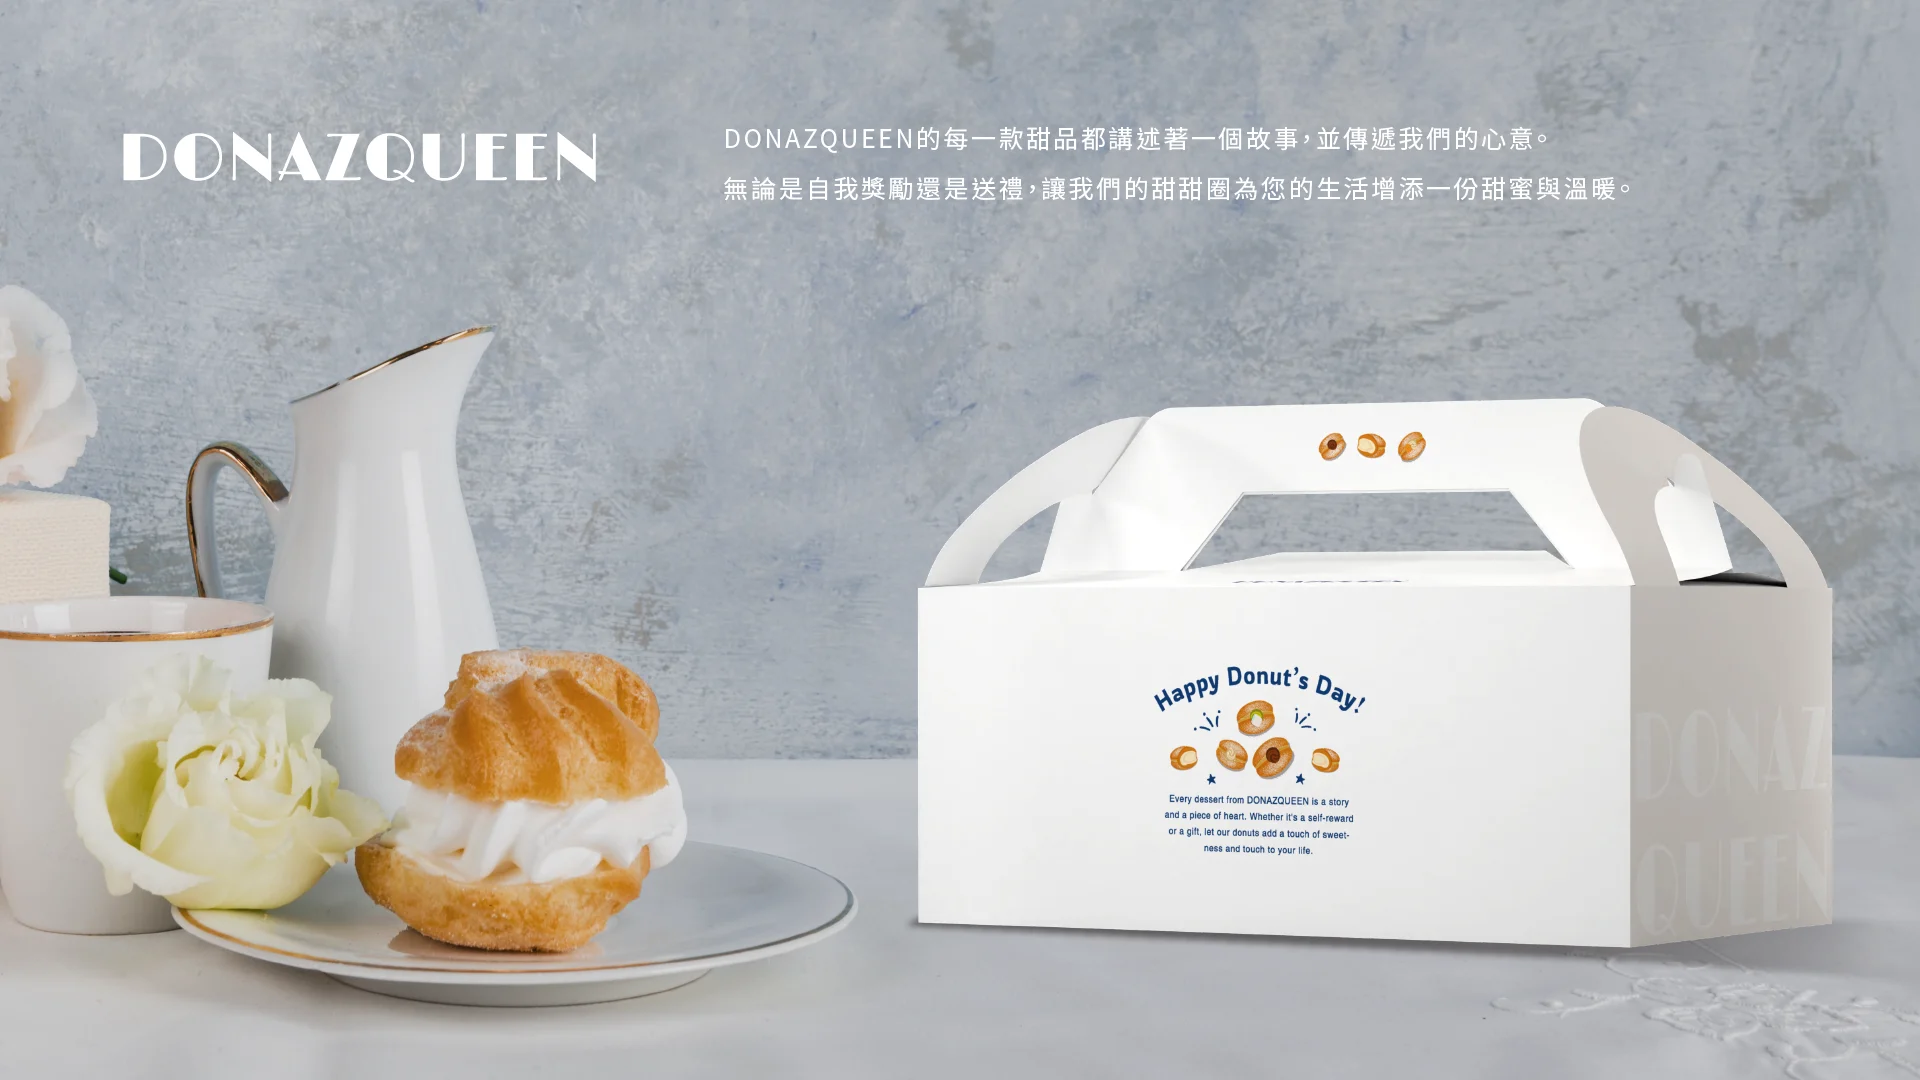 DONAZQUEEN
DONAZQUEEN的每一款甜品都講述著一個故事，並傳遞我們的心意。
無論是自我獎勵還是送禮，讓我們的甜甜圈為您的生活增添一份甜蜜與溫暖。
Happy Donut's Day!
Every dessert from DONAZQUEEN is a story
and a piece of heart. Whether it's a self-reward
or a gift, let our donuts add a touch of sweet-
ness and touch to your life.
DONAZ
QUEEN